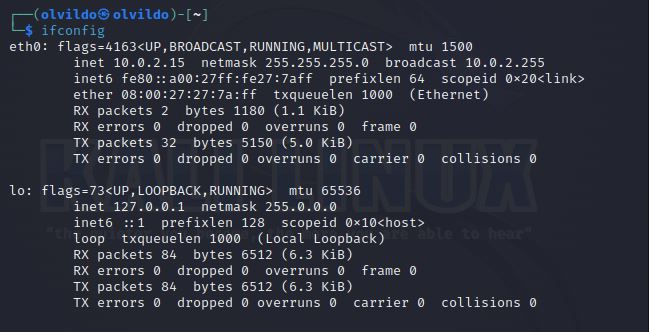 ┌──(olvildo㉿olvildo)-[~]
└─$ ifconfig
eth0: flags=4163<UP,BROADCAST,RUNNING,MULTICAST>  mtu 1500
        inet 10.0.2.15  netmask 255.255.255.0  broadcast 10.0.2.255
        inet6 fe80::a00:27ff:fe27:7aff  prefixlen 64  scopeid 0x20<link>
        ether 08:00:27:27:7a:ff  txqueuelen 1000  (Ethernet)
        RX packets 2  bytes 1180 (1.1 KiB)
        RX errors 0  dropped 0  overruns 0  frame 0
        TX packets 32  bytes 5150 (5.0 KiB)
        TX errors 0  dropped 0 overruns 0  carrier 0  collisions 0
KALI LINUX
lo: flags=73<UP,LOOPBACK,RUNNING>  mtu 65536
        inet 127.0.0.1  netmask 255.0.0.0
        inet6 ::1  prefixlen 128  scopeid 0x10<host>
        loop  txqueuelen 1000  (Local Loopback)
        RX packets 84  bytes 6512 (6.3 KiB)
        RX errors 0  dropped 0  overruns 0  frame 0
        TX packets 84  bytes 6512 (6.3 KiB)
        TX errors 0  dropped 0 overruns 0  carrier 0  collisions 0